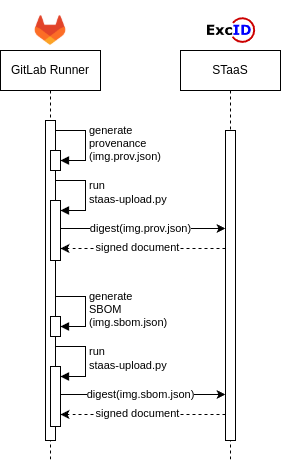 ExcID
GitLab Runner
STaaS
generate
provenance
(img.prov.json)
run
staas-upload.py
digest(img.prov.json)
signed document
generate
SBOM
(img.sbom.json)
run
staas-upload.py
digest(img.sbom.json)
signed document